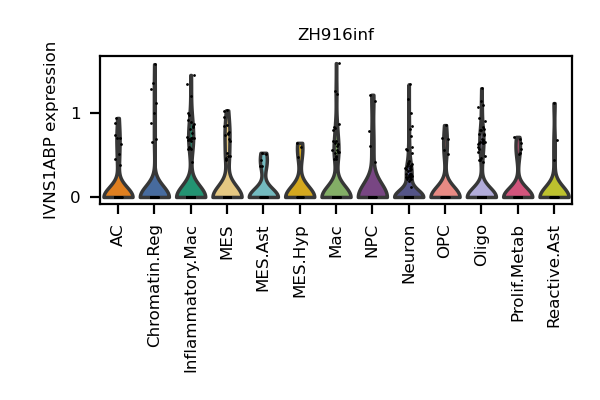 ZH916inf
IVNS1ABP expression
1
0
AC
Chromatin.Reg
Inflammatory.Mac
MES
MES.Ast
MES.Hyp
Mac
NPC
Neuron
OPC
Oligo
Prolif.Metab
Reactive.Ast